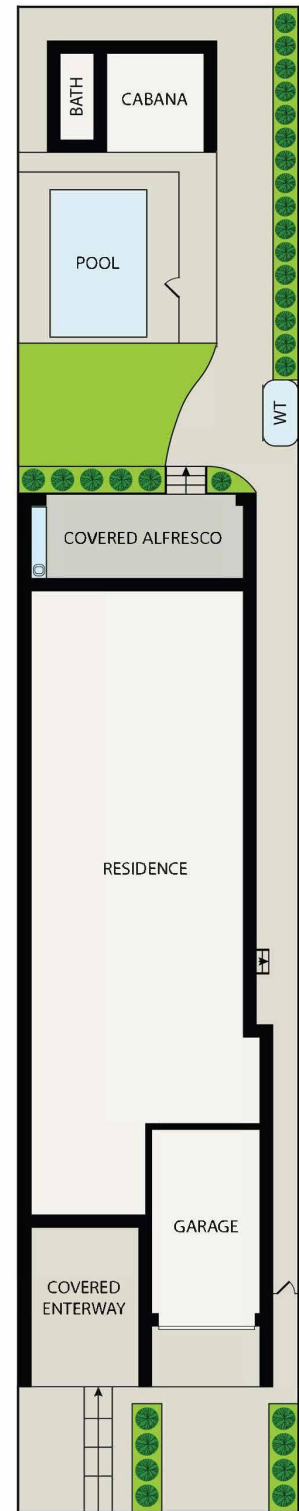 BATH
CABANA
POOL
WT
COVERED ALFRESCO
RESIDENCE
GARAGE
COVERED
ENTERWAY